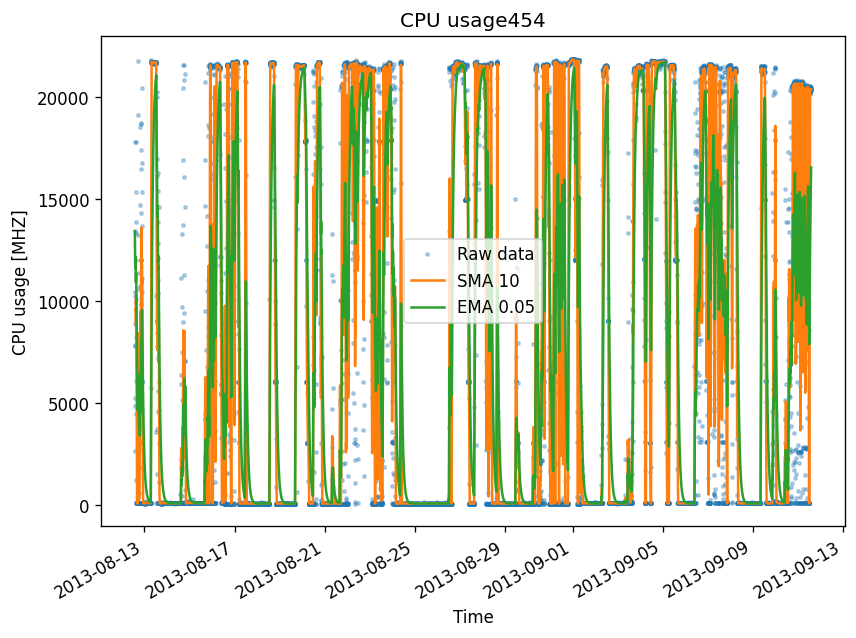 CPU usage454
CPU usage [MHZ]
20000
15000
10000
5000
0
Raw data
SMA 10
EMA 0.05
2013-08-13
2013-08-17
2013-08-21
2013-08-25
2013-08-29
2013-09-01
2013-09-05
2013-09-09
2013-09-13
Time